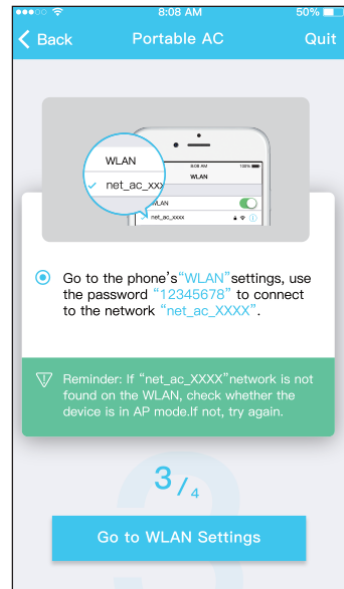 8:08 AM 50%
Back Portable AC Quit
WLAN
net_ac_xxx
8:08 AM 100%
WLAN
WLAN
net_ac_xxxx
Go to the phone's“WLAN”settings, use
the password “12345678” to connect
to the network “net_ac_XXXX”.
Reminder: If “net_ac_XXXX”network is not
found on the WLAN, check whether the
device is in AP mode.If not, try again.
3/4
Go to WLAN Settings